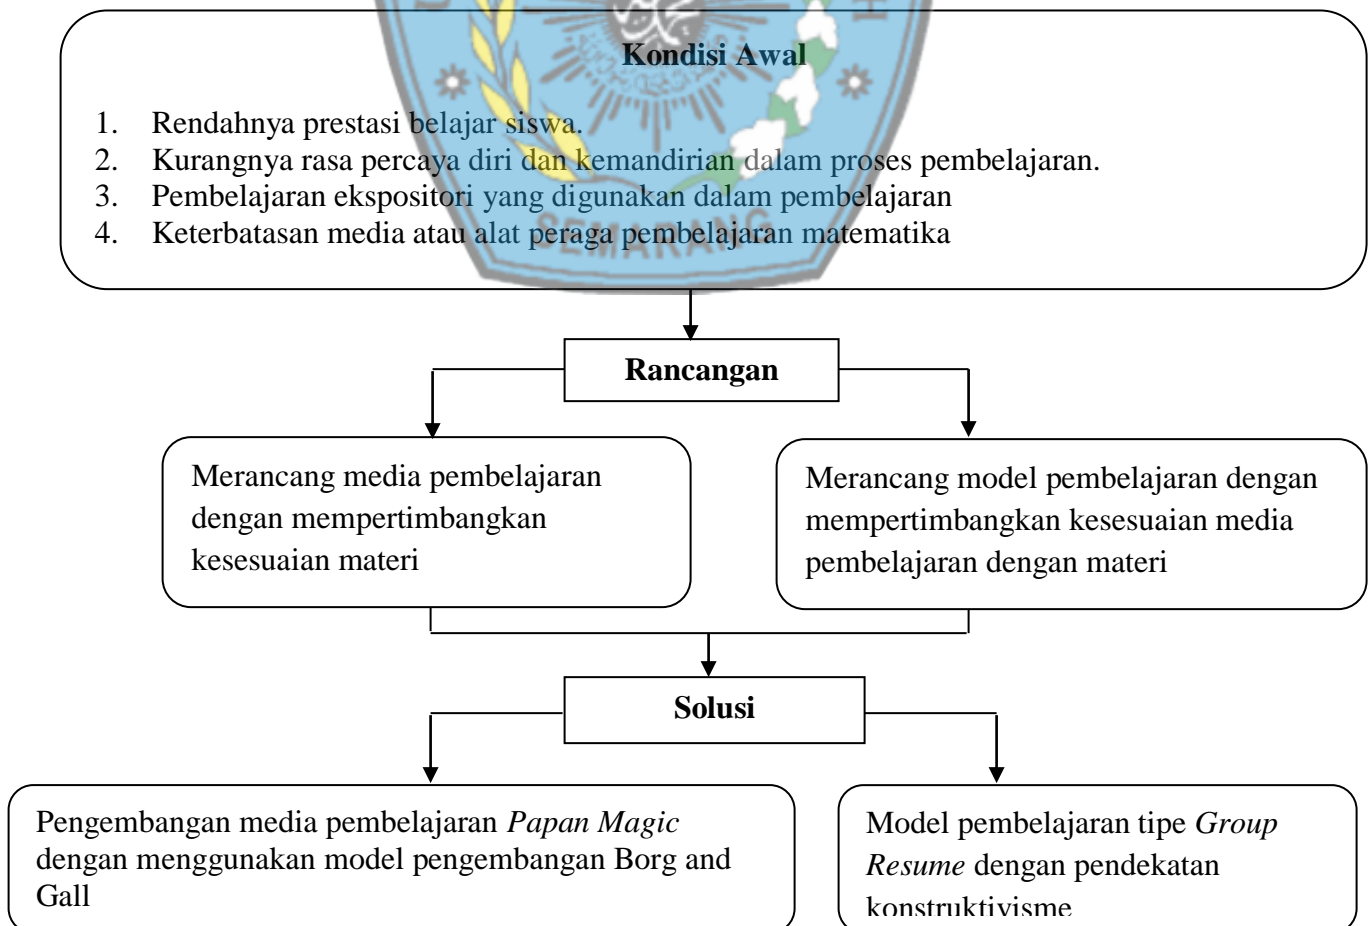 Kondisi Awal
1. Rendahnya prestasi belajar siswa.
2. Kurangnya rasa percaya diri dan kemandirian dalam proses pembelajaran.
3. Pembelajaran ekspositori yang digunakan dalam pembelajaran
4. Keterbatasan media atau alat peraga pembelajaran matematika
SEMARANG
Rancangan
Merancang media pembelajaran
dengan mempertimbangkan
kesesuaian materi
Merancang model pembelajaran dengan
mempertimbangkan kesesuaian media
pembelajaran dengan materi
Solusi
Pengembangan media pembelajaran Papan Magic
dengan menggunakan model pengembangan Borg and
Gall
Model pembelajaran tipe Group
Resume dengan pendekatan
konstruktivisme